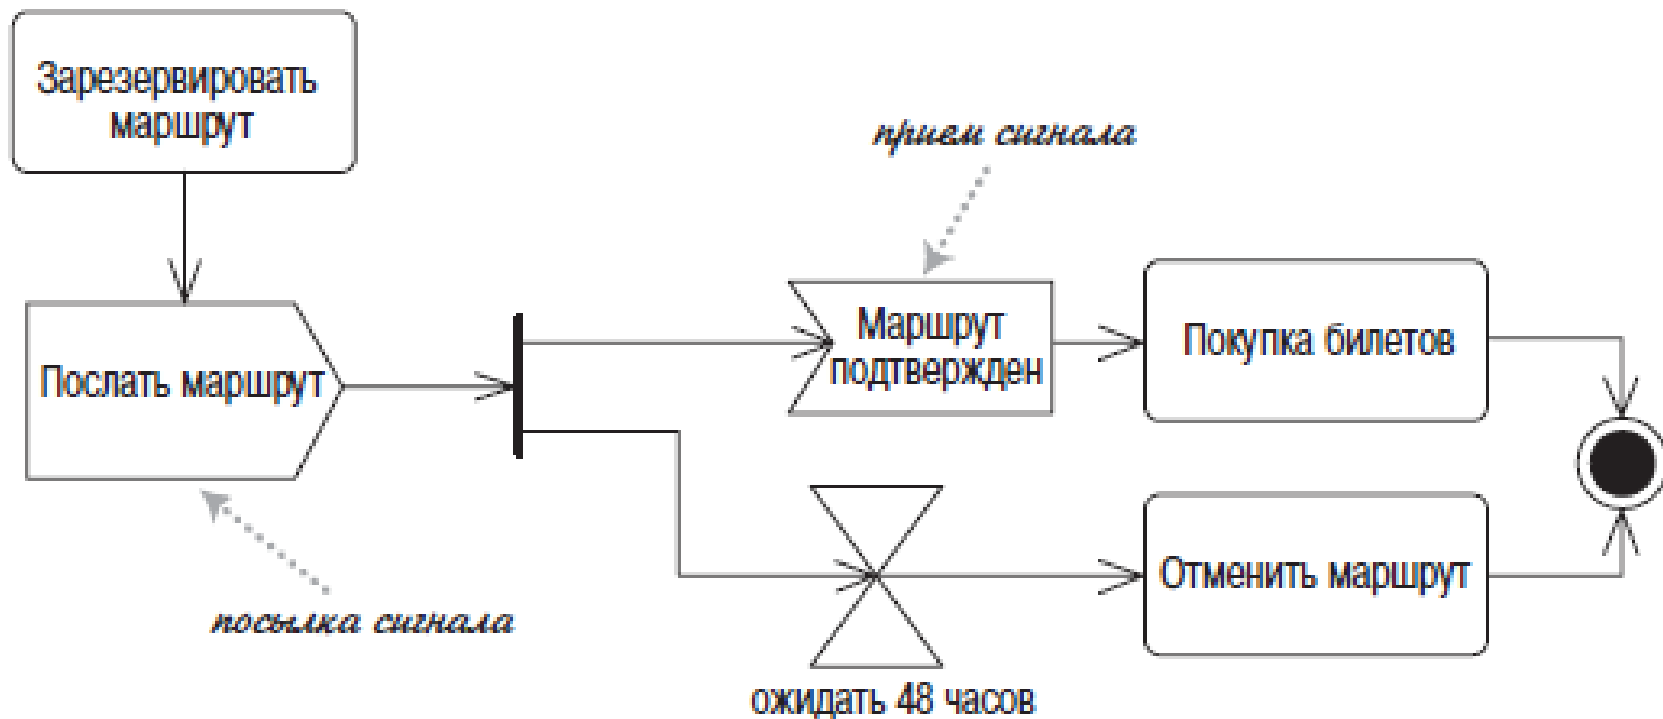 Зарезервировать
маршрут
прием сигнала
Послать маршрут
Маршрут
подтвержден
Покупка билетов
посылка сигнала
Отменить маршрут
ожидать 48 часов